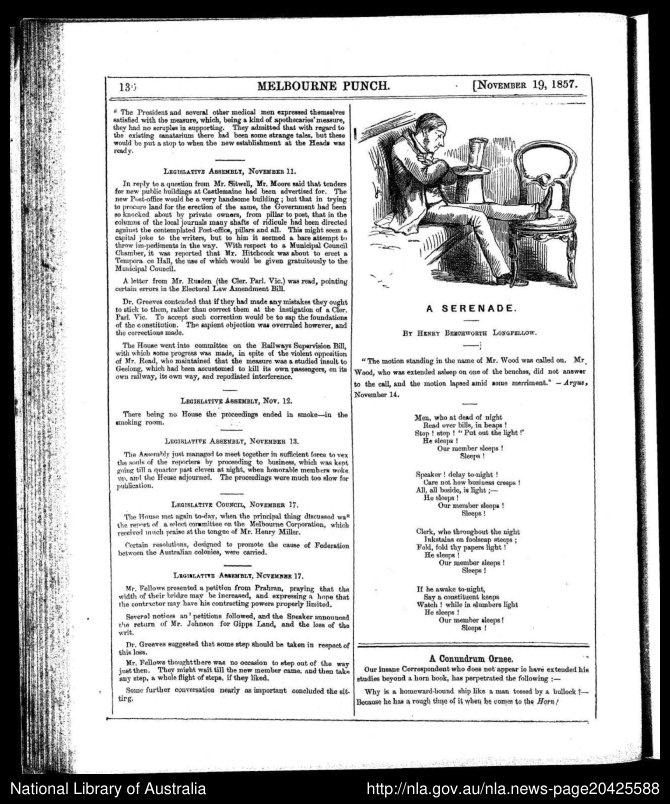 136
MELBOURNE PUNCH.
[NOVEMBER 19, 1857.
" The President and several other medical men expressed themselves
satisfied with the measure, which, being a kind of apothecaries' measure,
they had no scruples in supporting. They admitted that with regard to
the existing sanatarium there had been some strange tales, but these
would be put a stop to when the new establishment at the Heads was
ready.
LEGISLATIVE ASSEMBLY, NOVEMBER 11.
In reply to a question from Mr. Sitwell, Mr. Moore said that tenders
for new public buildings at Castlemaine had been advertised for. The
new Post-office would be a very handsome building ; but that in trying
to procure land for the erection of the same, the Government had been
so knocked about by private owners, from pillar to post, that in the
columns of the local journals many shafts of ridicule had been directed
against the contemplated Post-office, pillars and all. This might seem a
capital joke to the writers, but to him it seemed a bare attempt to
throw im-pediments in the way. With respect to a Municipal Council
Chamber, it was reported that Mr. Hitchcock was about to erect a
Tempera ce Hall, the use of which would be given gratuitously to the
Municipal Council.
A letter from Mr. Rusden (the Cler. Parl. Vic.) was read, pointing
certain errors in the Electoral Law Amendment Bill.
Dr. Greeves contended that if they had made any mistakes they ought
to stick to them, rather than correct them at the instigation of a Cler.
Parl. Vic. To accept such correction would be to sap the foundations
of the constitution. The sapient objection was overruled however, and
the corrections made.
The House went into committee on the Railways Supervision Bill,
with which some progress was made, in spite of the violent opposition
of Mr. Read, who maintained that the measure was a studied insult to
Geelong, which had been accustomed to kill its own passengers, on its
own railway, its own way, and repudiated interference.
LEGISLATIVE ASSEMBLY, Nov. 12.
There being no House the proceedings ended in smoke—in the
smoking room.
LEGISLATIVE ASSEMBLY, NOVEMBER 13.
The Assembly just managed to meet together in sufficient force to vex
the souls of the reporters by proceeding to business, which was kept
going till a quarter past eleven at night, when honorable members woke
up, and the House adjourned. The proceedings were much too slow for
publication.
LEGISLATIVE COUNCIL, NOVEMBER 17.
The House met again to-day, when the principal thing discussed was
the report of a select committee on the Melbourne Corporation, which
received much praise at the tongue of Mr. Henry Miller.
Certain resolutions, designed to promote the cause of Federation
between the Australian colonies, were carried.
LEGISLATIVE ASSEMBLY, NOVEMBER 17.
Mr. Fellows presented a petition from Prahran, praying that the
width of their bridge may be increased, and expressing a hope that
the contractor may have his contracting powers properly limited.
Several notices an' petitions followed, and the Speaker announced
the return of Mr. Johnson for Gipps Land, and the loss of the
writ.
Dr. Greeves suggested that some step should be taken in respect of
this loss.
Mr. Fellows thought there was no occasion to step out of the way
just then. They might wait till the new member came, and then take
any step, a whole flight of steps, if they liked.
Some further conversation nearly as important concluded the sit-
ting.
A SERENADE.
BY HENRY BEECHWORTH LONGFELLOW.
" The motion standing in the name of Mr. Wood was called on. Mr.
Wood, who was extended asleep on one of the benches, did not answer
to the call, and the motion lapsed amid some merriment." — Argus,
November 14.
Men, who at dead of night
Read over bills, in heaps !
Stop ! stop ! " Put out the light !"
He sleeps !
Our member sleeps !
Sleeps !
Speaker ! delay to-night !
Care not how business creeps !
All, all beside, is light ;—
He sleeps !
Our member sleeps !
Sleeps !
Clerk, who throughout the night
Inkstains on foolscap steeps ;
Fold, fold thy papers light !
He sleeps !
Our member sleeps !
Sleeps !
If he awake to-night,
Say a constituent keeps
Watch ! while in slumbers light
He sleeps !
Our member sleeps!
Sleeps !
A Conundrum Ornee.
Our Insane Correspondent who does not appear to have extended his
studies beyond a horn book, has perpetrated the following :—
Why is a homeward-bound ship like a man tossed by a bullock ?—
Because he has a rough time of it when he comes to the Horn !
National Library of Australia
http://nla.gov.au/nla.news-page20425588